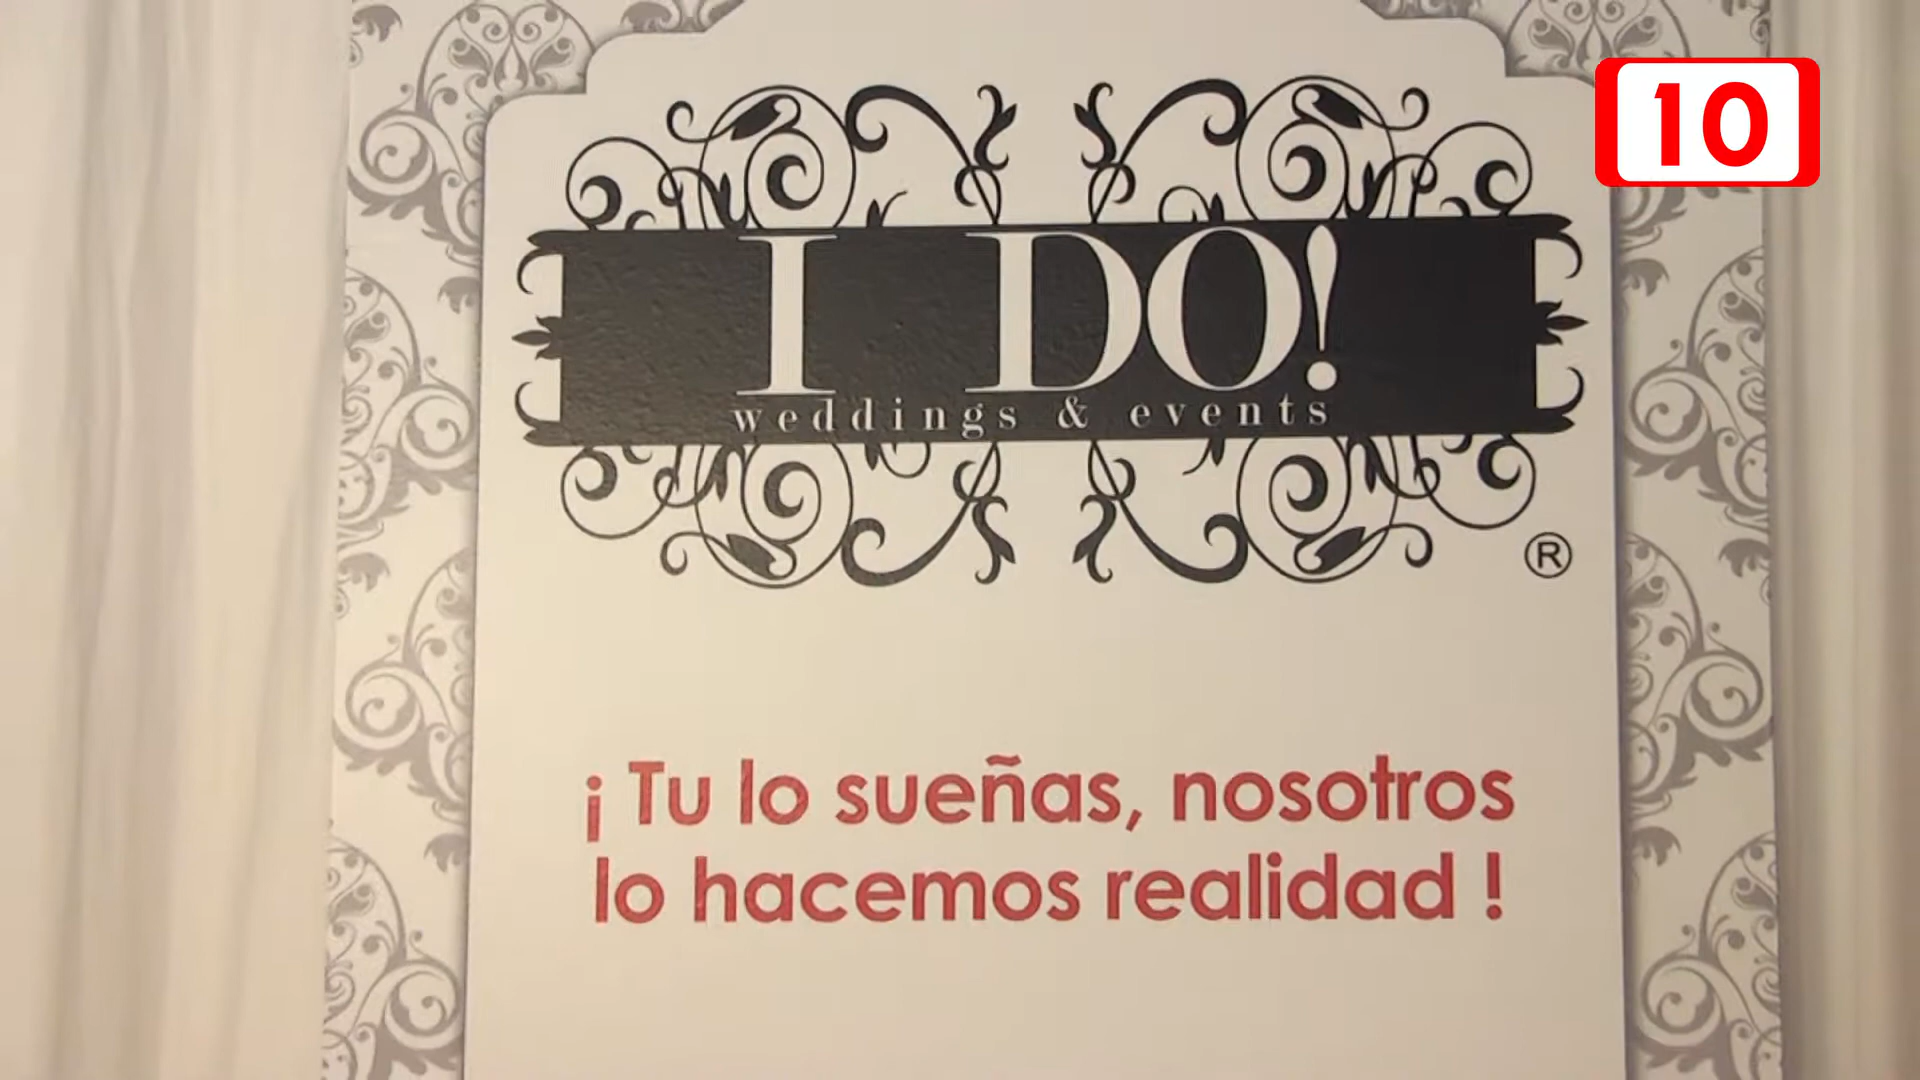 10
I DO!
weddings & events
®
¡ Tu lo sueñas, nosotros
lo hacemos realidad !